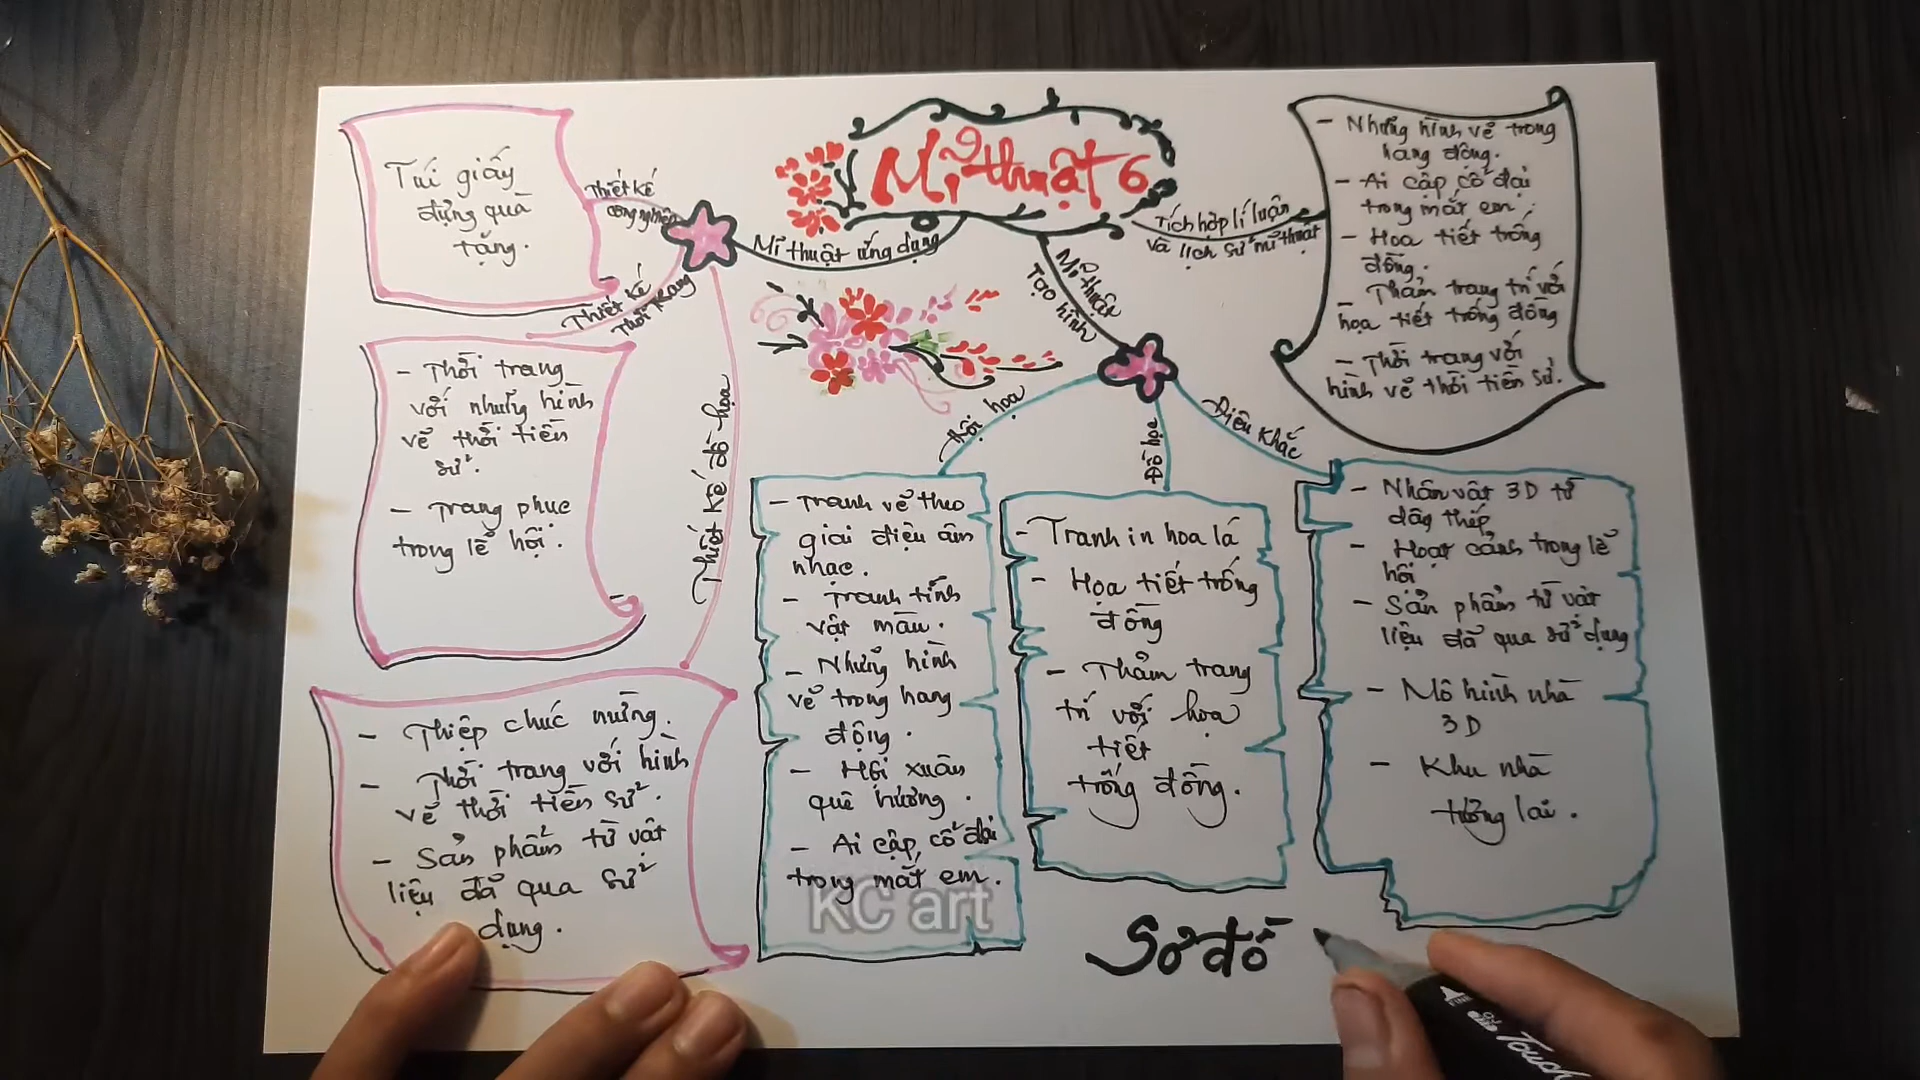 Mĩ thuật 6
Mĩ thuật ứng dụng
Thiết kế
công nghiệp
Túi giấy
đựng quà
tặng.
Thiết kế
thời trang
- Thời trang
với những hình
vẽ thời tiền
sử.
- Trang phục
trong lễ hội.
Thiết kế đồ họa
- Thiệp chúc mừng.
- Thời trang với hình
vẽ thời tiền sử.
- Sản phẩm từ vật
liệu đã qua sử
dụng.
Mĩ thuật
Tạo hình
Hội họa
- Tranh vẽ theo
giai điệu âm
nhạc.
- Tranh tĩnh
vật màu.
- Những hình
vẽ trong hang
động.
- Hội xuân
quê hương.
- Ai cập cổ đại
trong mắt em.
Đồ họa
- Tranh in hoa lá
- Họa tiết trống
đồng
- Thảm trang
trí với họa
tiết
trống đồng.
Điêu khắc
- Nhân vật 3D từ
dây thép
- Hoạt cảnh trong lễ
hội
- Sản phẩm từ vật
liệu đã qua sử dụng
- Mô hình nhà
3D
- Khu nhà
tương lai.
Tích hợp lí luận
và lịch sử mĩ thuật
- Những hình vẽ trong
hang động.
- Ai cập cổ đại
trong mắt em.
- Họa tiết trống
đồng.
- Thảm trang trí với
họa tiết trống đồng
- Thời trang với
hình vẽ thời tiền sử.
Sơ đồ
KC art
FINE
Touch